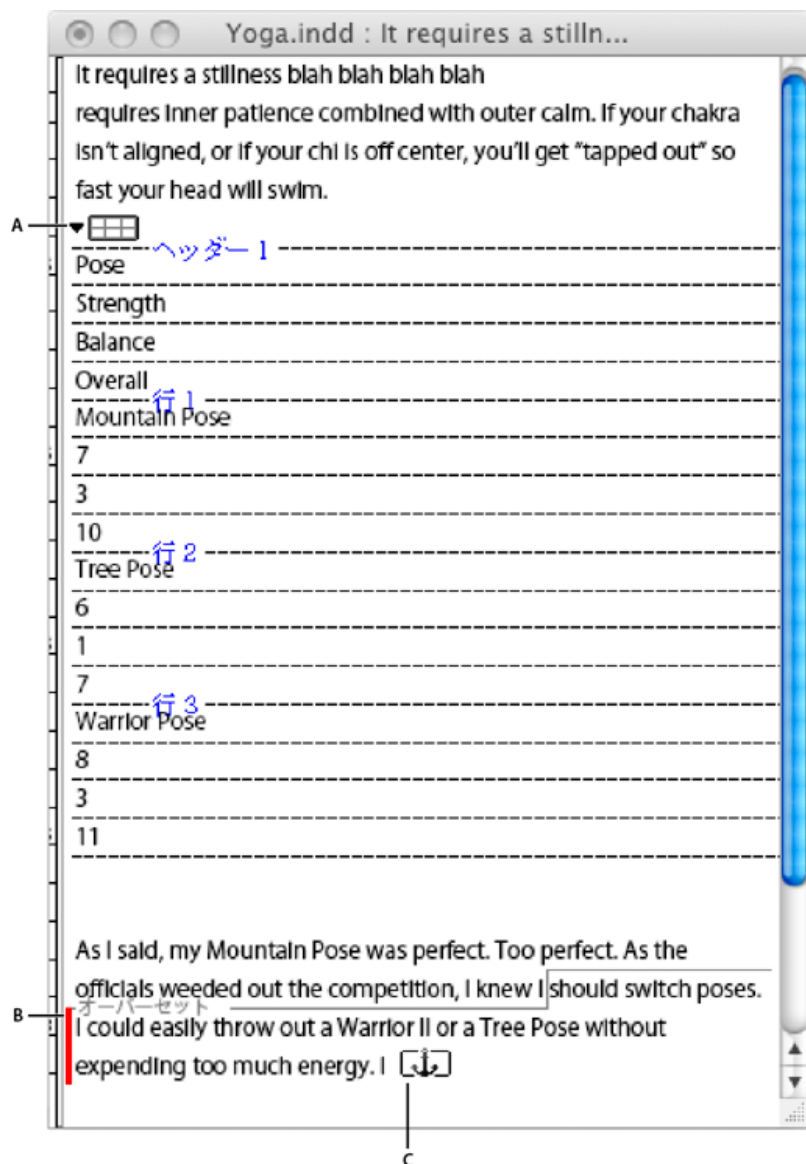 Yoga.indd : It requires a stilln...
It requires a stillness blah blah blah blah
requires inner patience combined with outer calm. If your chakra
isn't aligned, or if your chi is off center, you'll get "tapped out" so
fast your head will swim.
A
ヘッダー 1
Pose
Strength
Balance
Overall
行 1
Mountain Pose
7
3
10
行 2
Tree Pose
6
1
7
行 3
Warrior Pose
8
3
11
As I said, my Mountain Pose was perfect. Too perfect. As the
officials weeded out the competition, I knew I should switch poses.
オーバーセット
B
I could easily throw out a Warrior II or a Tree Pose without
expending too much energy. I
C